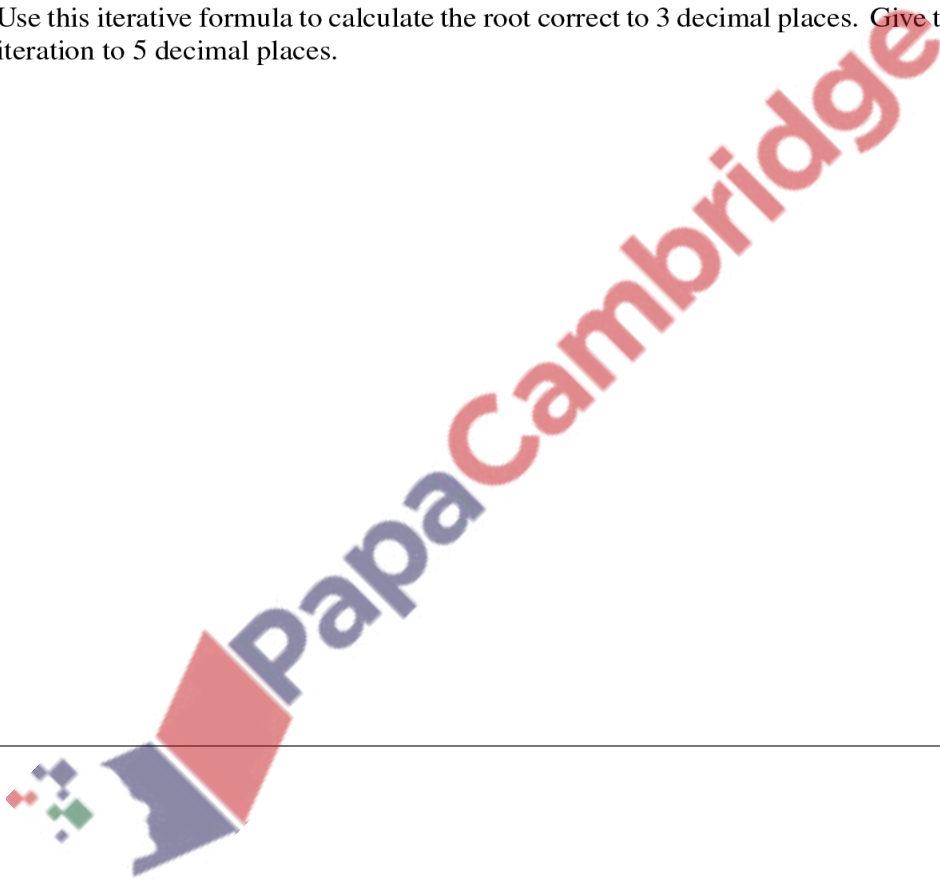 Use this iterative formula to calculate the root correct to 3 decimal places. Give t
iteration to 5 decimal places.
PapaCambridge